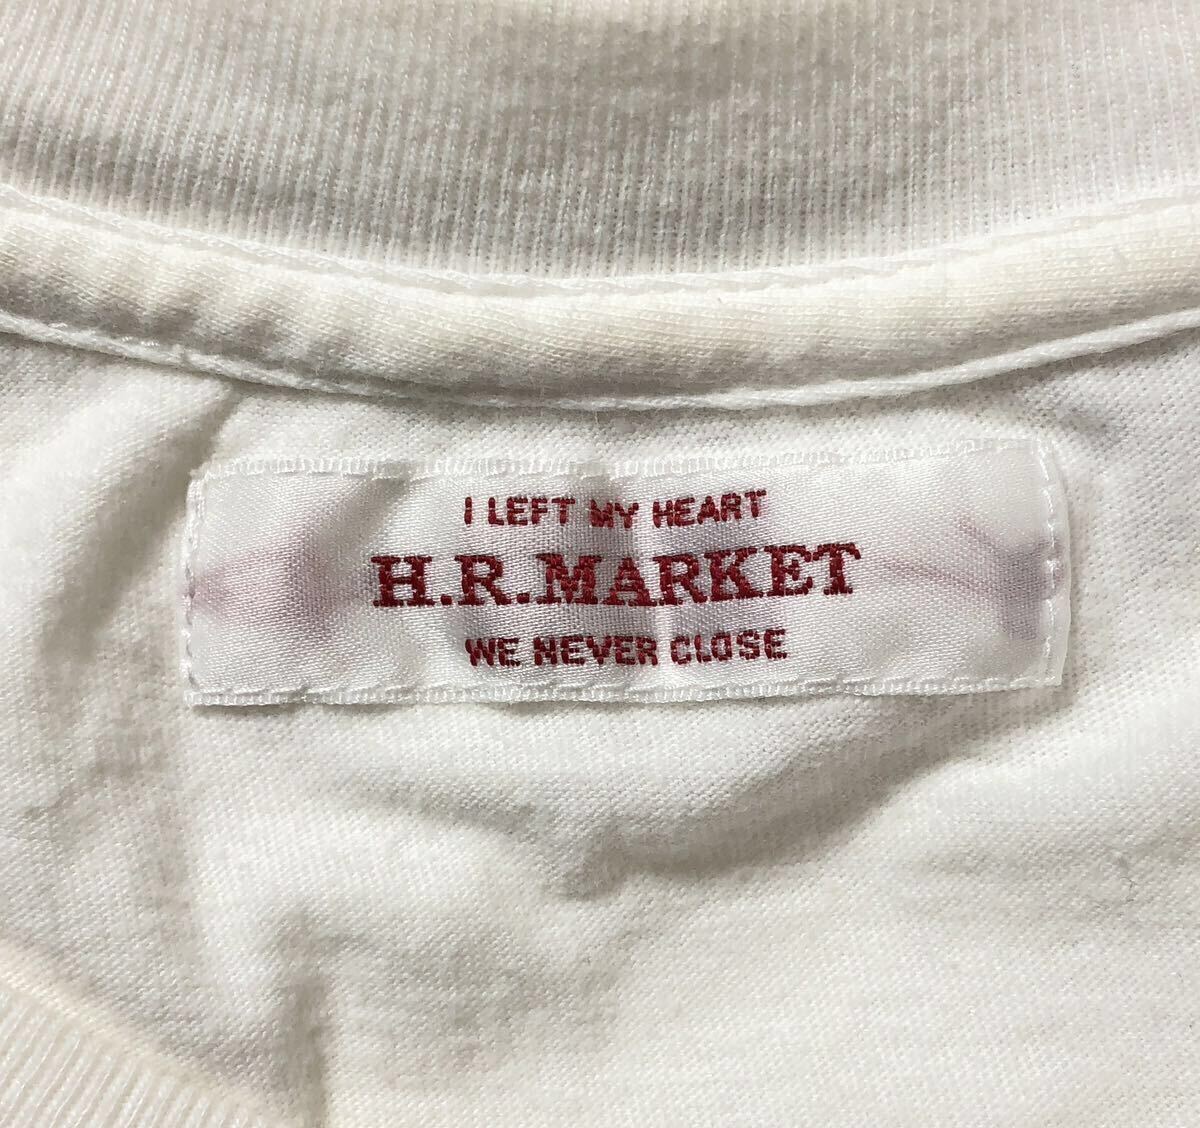 I LEFT MY HEART
H.R.MARKET
WE NEVER CLOSE